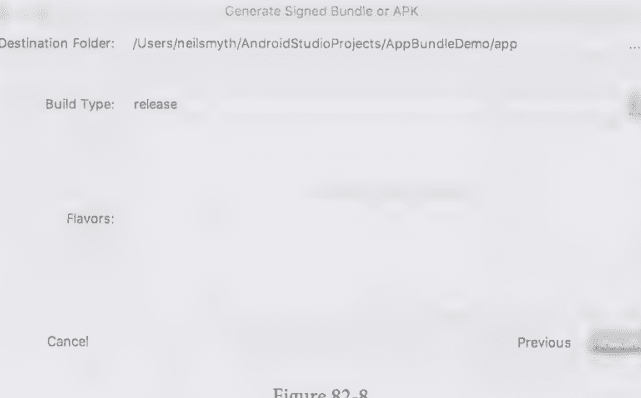 Generate Signed Bundle or APK
Destination Folder: /Users/neilsmyth/AndroidStudioProjects/AppBundleDemo/app ...
Build Type: release
Flavors:
Cancel Previous
Figure 82-8